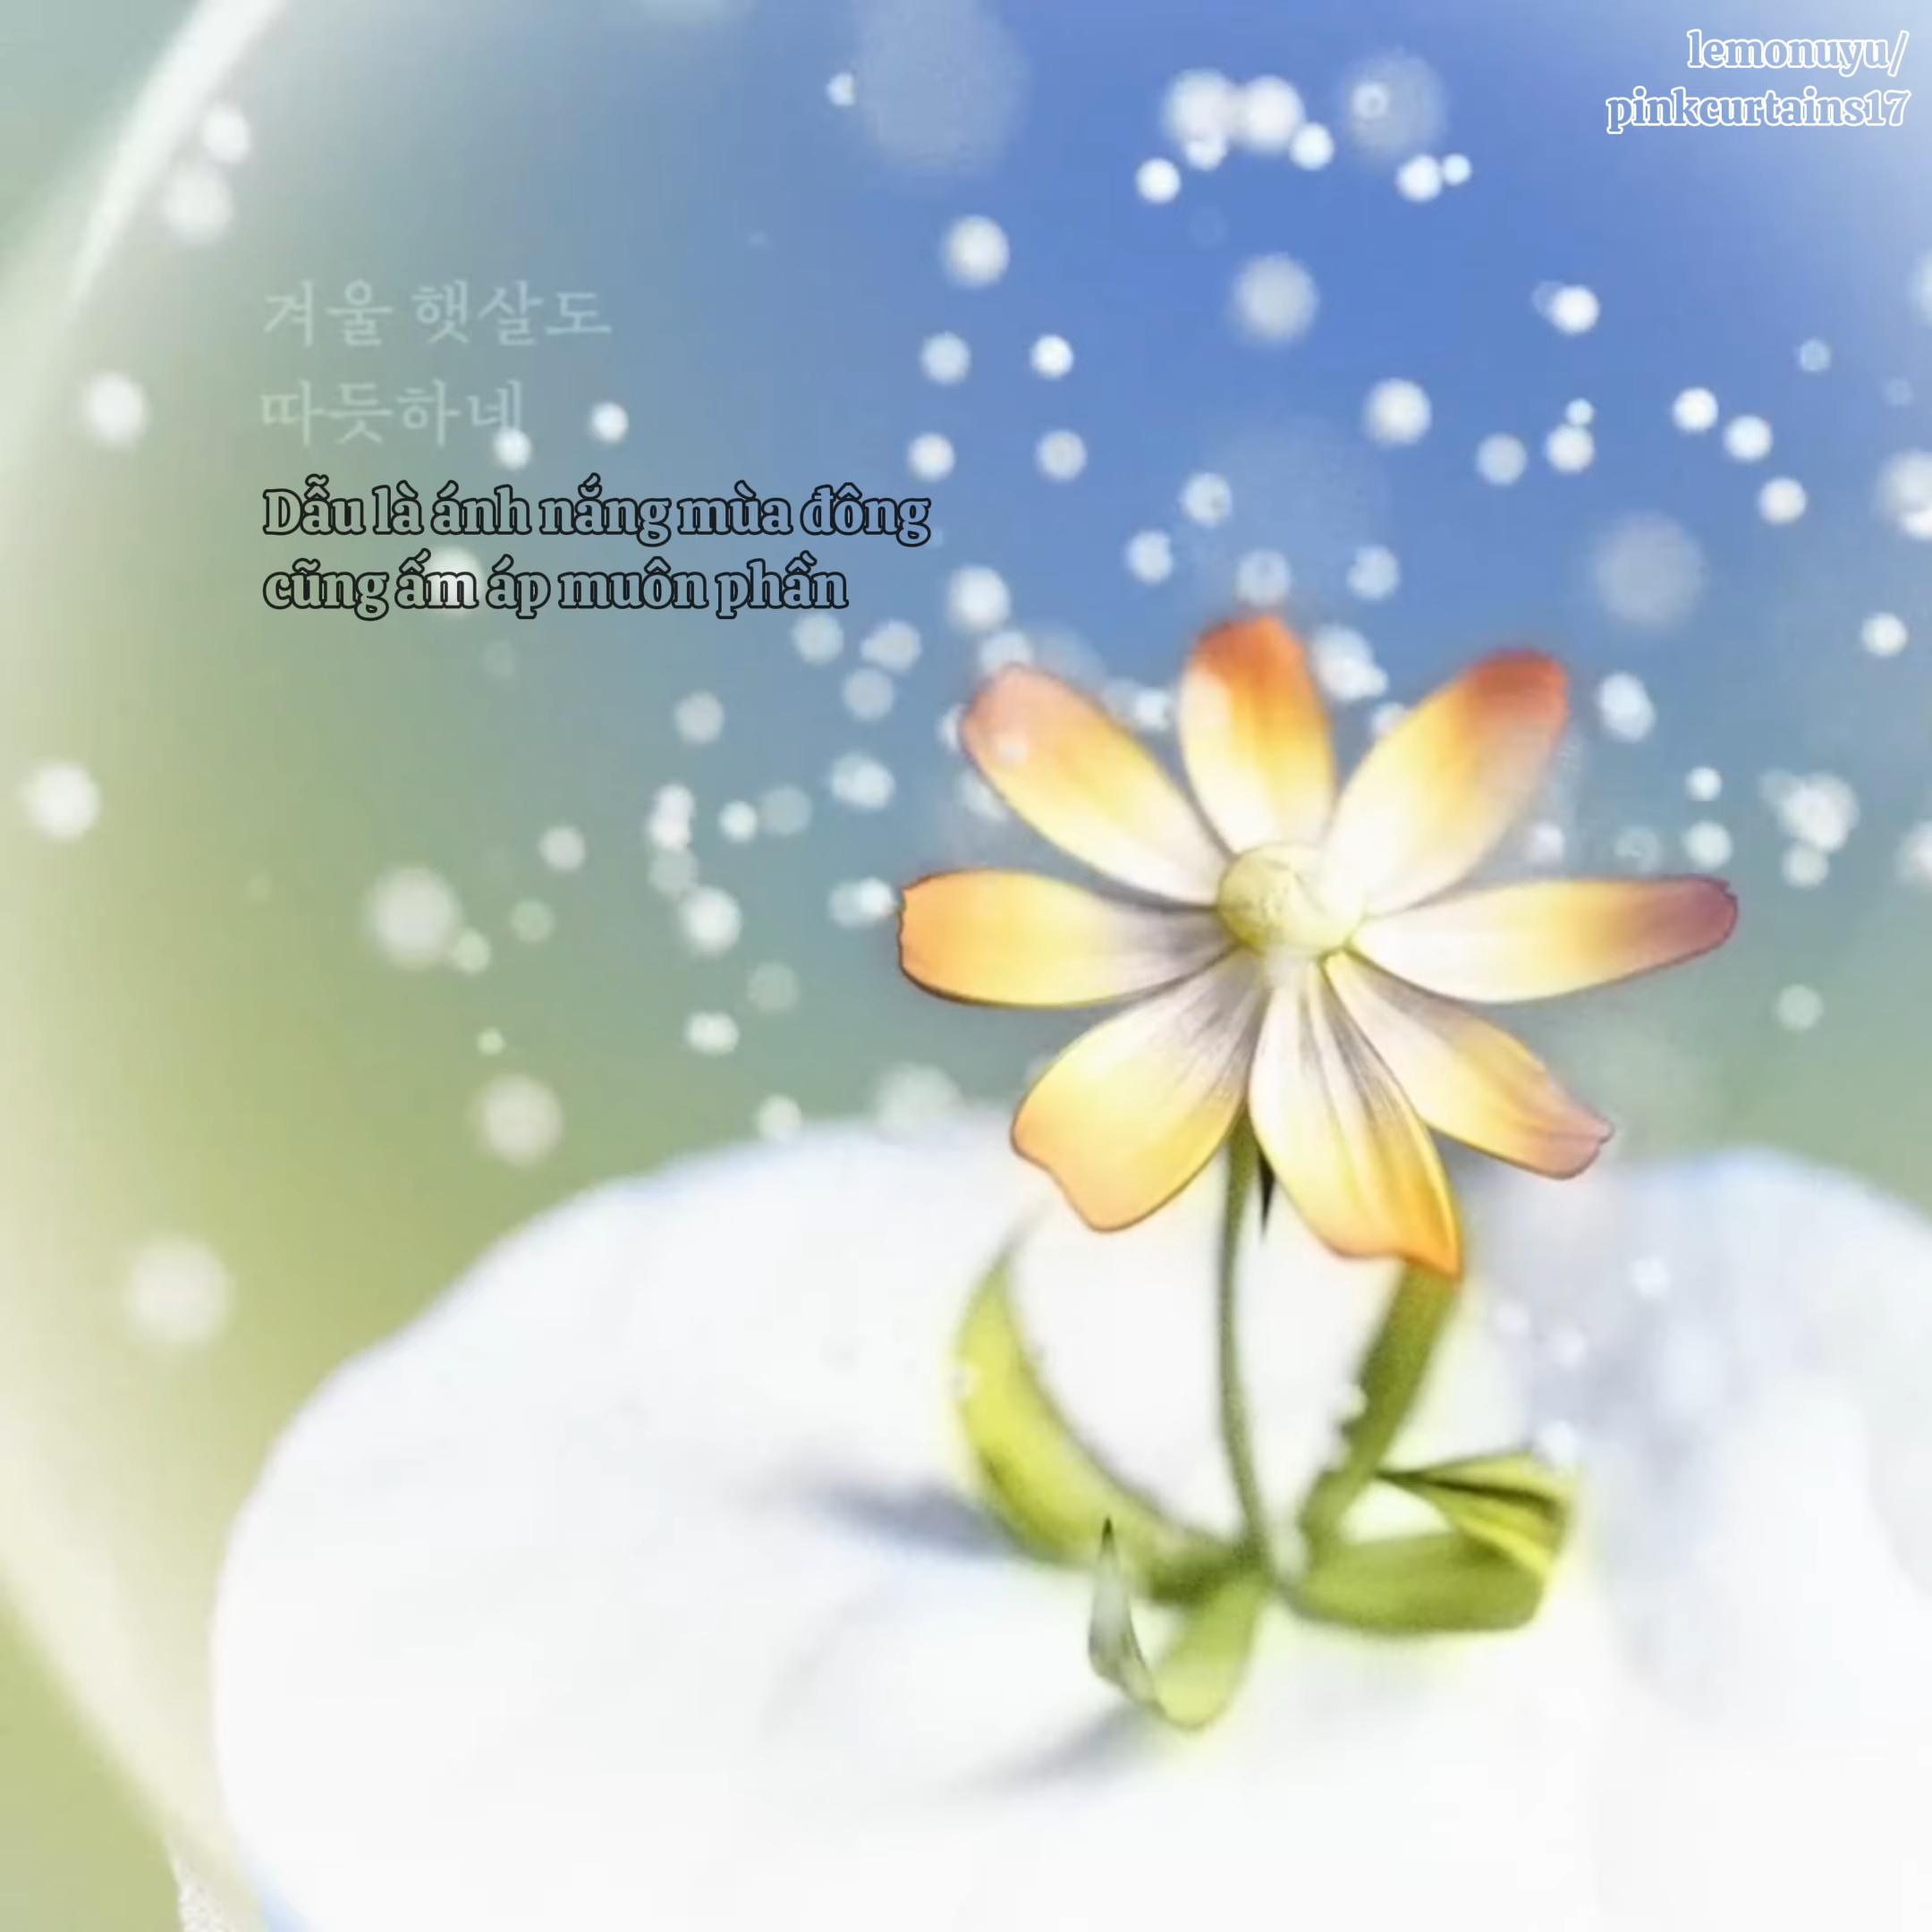 lemonuyu/
pinkcurtains17
겨울 햇살도
따듯하네
Dẫu là ánh nắng mùa đông
cũng ấm áp muôn phần